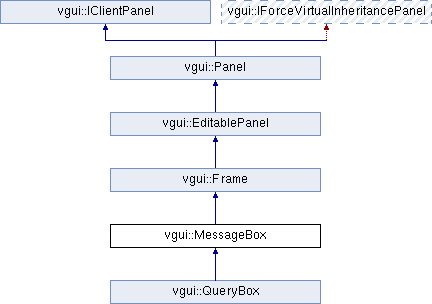 vgui::IClientPanel
vgui::IForceVirtualInheritancePanel
vgui::Panel
vgui::EditablePanel
vgui::Frame
vgui::MessageBox
vgui::QueryBox